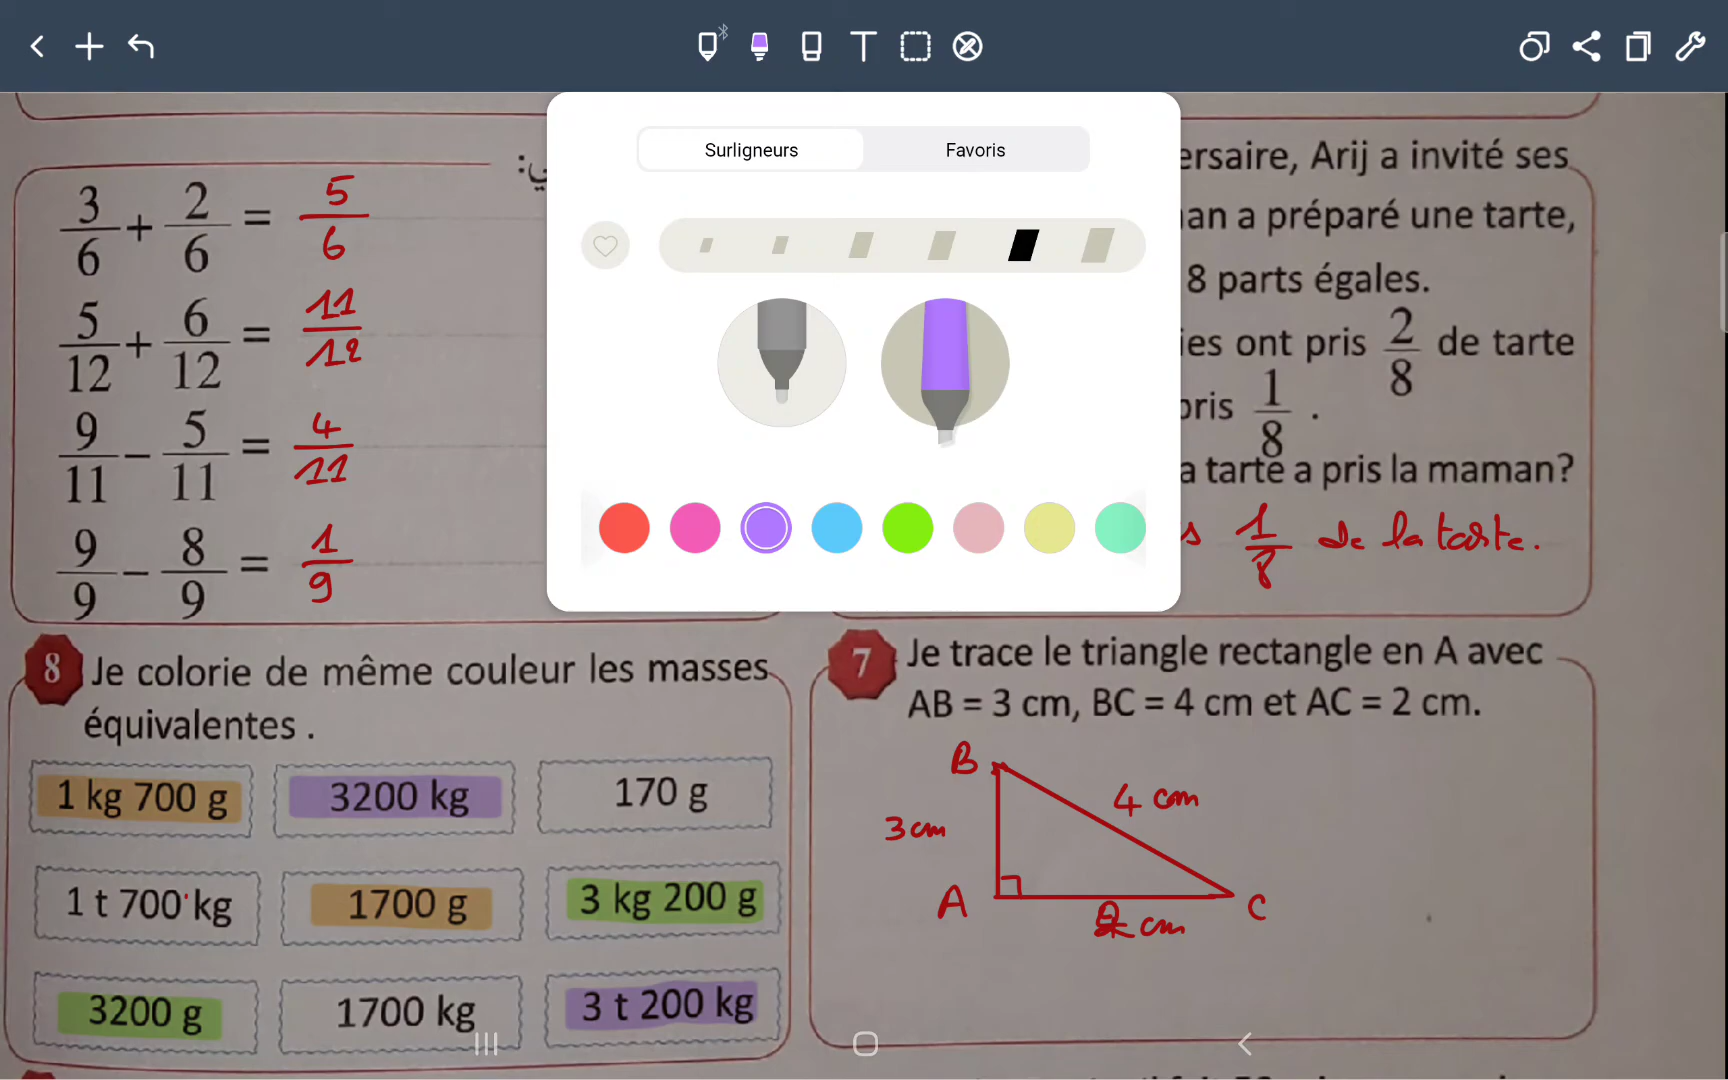 Surligneurs Favoris
ي:
3/6 + 2/6 = 5/6
5/12 + 6/12 = 11/12
9/11 − 5/11 = 4/11
9/9 − 8/9 = 1/9
ersaire, Arij a invité ses
an a préparé une tarte,
8 parts égales.
ies ont pris 2/8 de tarte
pris 1/8 .
a tarte a pris la maman?
s 1/8 de la tarte.
8 Je colorie de même couleur les masses
équivalentes .
1 kg 700 g 3200 kg 170 g
1 t 700 kg 1700 g 3 kg 200 g
3200 g 1700 kg 3 t 200 kg
7 Je trace le triangle rectangle en A avec
AB = 3 cm, BC = 4 cm et AC = 2 cm.
B
4 cm
3 cm
A C
2 cm